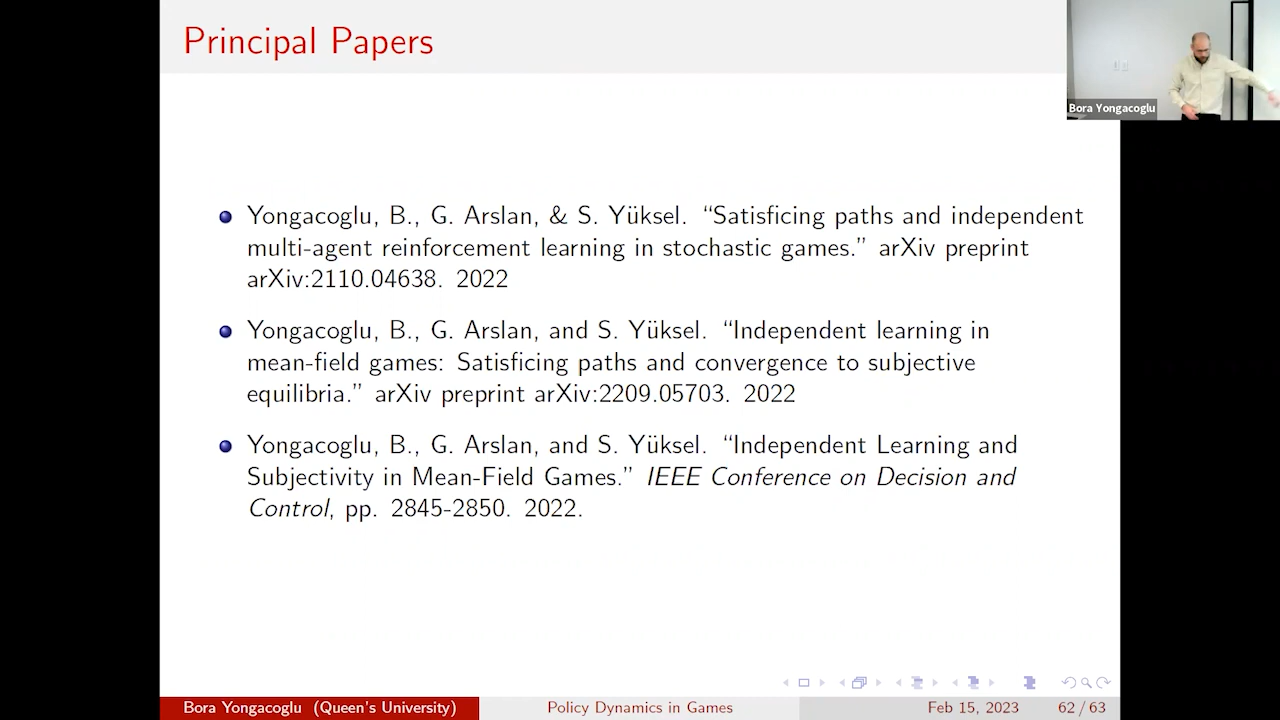 Principal Papers
Bora Yongacoglu
Yongacoglu, B., G. Arslan, & S. Yüksel. “Satisficing paths and independent
multi-agent reinforcement learning in stochastic games.” arXiv preprint
arXiv:2110.04638. 2022
Yongacoglu, B., G. Arslan, and S. Yüksel. “Independent learning in
mean-field games: Satisficing paths and convergence to subjective
equilibria.” arXiv preprint arXiv:2209.05703. 2022
Yongacoglu, B., G. Arslan, and S. Yüksel. “Independent Learning and
Subjectivity in Mean-Field Games.” IEEE Conference on Decision and
Control, pp. 2845-2850. 2022.
Bora Yongacoglu (Queen's University) Policy Dynamics in Games Feb 15, 2023 62 / 63